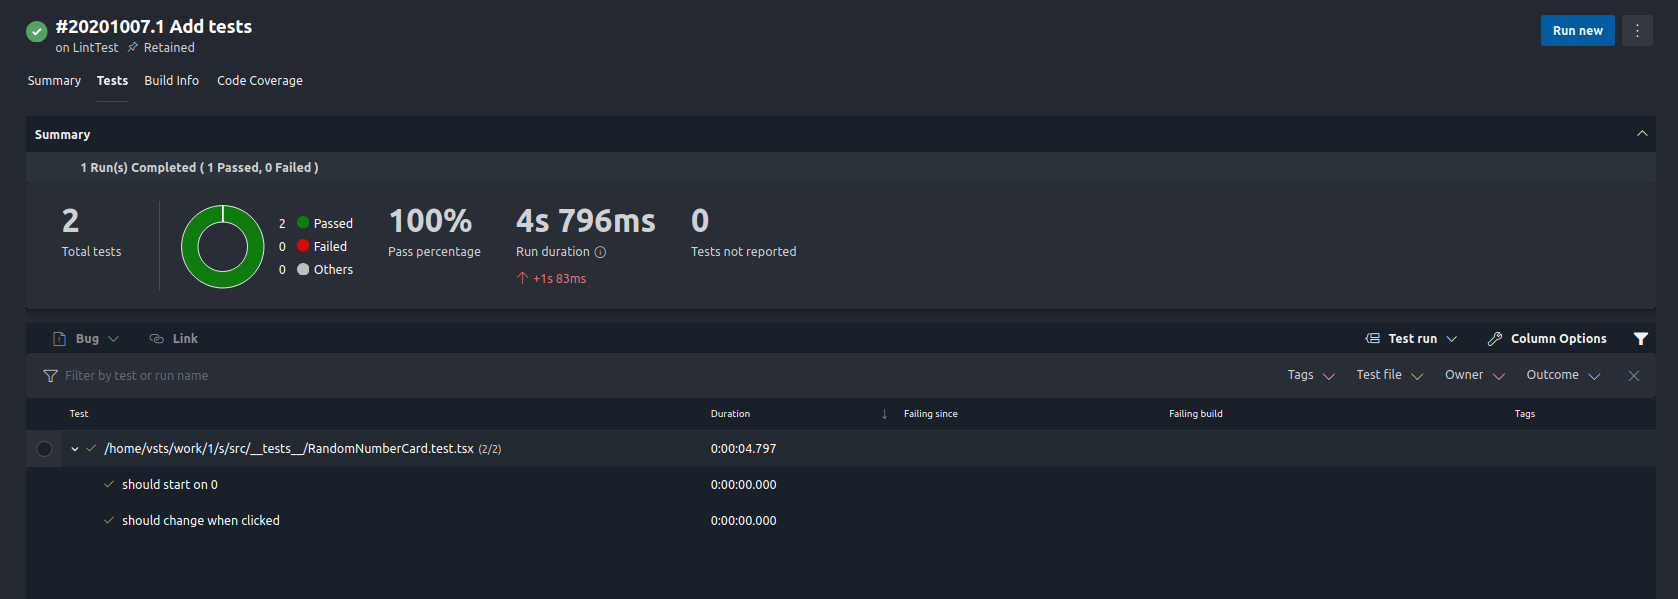 #20201007.1 Add tests
on LintTest Retained
Run new
Summary Tests Build Info Code Coverage
Summary
1 Run(s) Completed ( 1 Passed, 0 Failed )
2
Total tests
2 Passed
0 Failed
0 Others
100%
Pass percentage
4s 796ms
Run duration
+1s 83ms
0
Tests not reported
Bug Link Test run Column Options
Filter by test or run name Tags Test file Owner Outcome
Test Duration Failing since Failing build Tags
/home/vsts/work/1/s/src/__tests__/RandomNumberCard.test.tsx (2/2) 0:00:04.797
should start on 0 0:00:00.000
should change when clicked 0:00:00.000